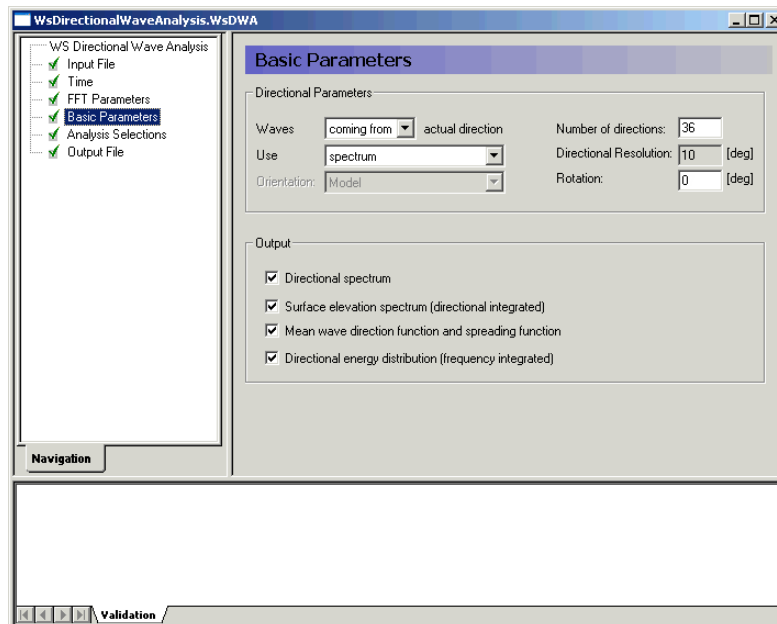 WsDirectionalWaveAnalysis.WsDWA
WS Directional Wave Analysis
Input File
Time
FFT Parameters
Basic Parameters
Analysis Selections
Output File
Navigation
Basic Parameters
Directional Parameters
Waves coming from actual direction Number of directions: 36
Use spectrum Directional Resolution: 10 [deg]
Orientation: Model Rotation: 0 [deg]
Output
Directional spectrum
Surface elevation spectrum (directional integrated)
Mean wave direction function and spreading function
Directional energy distribution (frequency integrated)
Validation